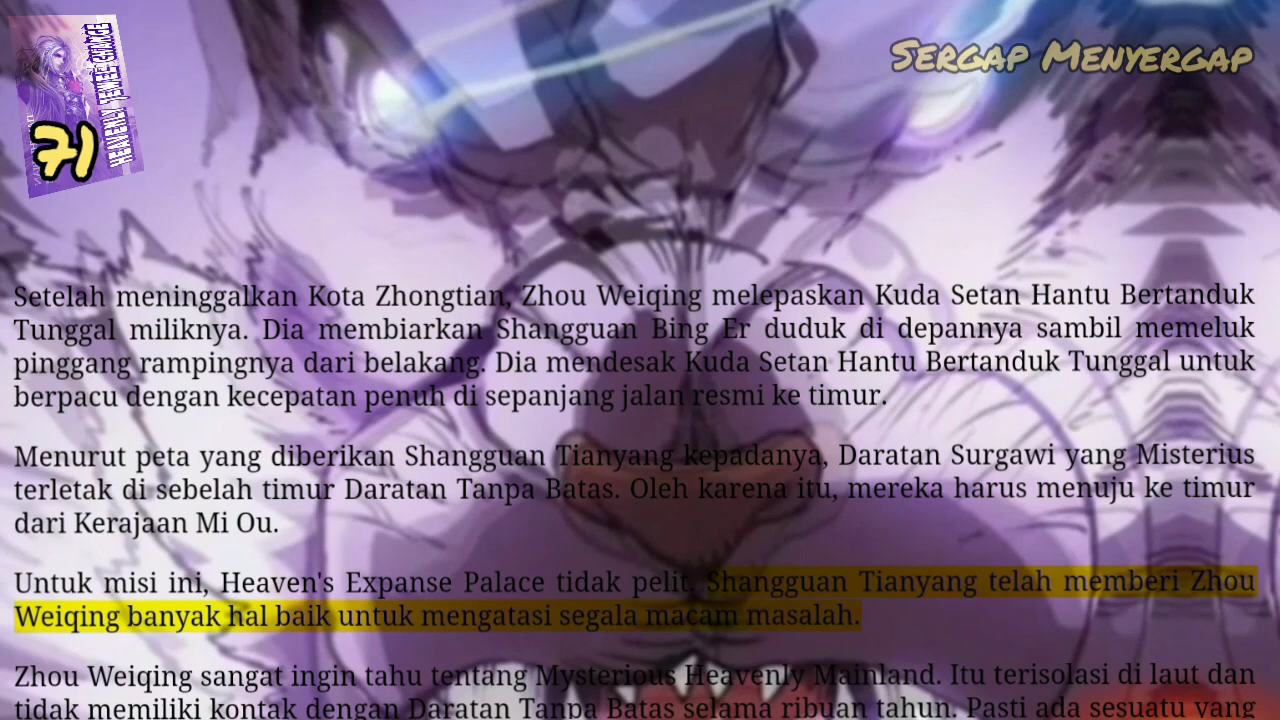 HEAVENLY JEWEL CHANGE
71
Sergap Menyergap
Setelah meninggalkan Kota Zhongtian, Zhou Weiqing melepaskan Kuda Setan Hantu Bertanduk
Tunggal miliknya. Dia membiarkan Shangguan Bing Er duduk di depannya sambil memeluk
pinggang rampingnya dari belakang. Dia mendesak Kuda Setan Hantu Bertanduk Tunggal untuk
berpacu dengan kecepatan penuh di sepanjang jalan resmi ke timur.
Menurut peta yang diberikan Shangguan Tianyang kepadanya, Daratan Surgawi yang Misterius
terletak di sebelah timur Daratan Tanpa Batas. Oleh karena itu, mereka harus menuju ke timur
dari Kerajaan Mi Ou.
Untuk misi ini, Heaven's Expanse Palace tidak pelit. Shangguan Tianyang telah memberi Zhou
Weiqing banyak hal baik untuk mengatasi segala macam masalah.
Zhou Weiqing sangat ingin tahu tentang Mysterious Heavenly Mainland. Itu terisolasi di laut dan
tidak memiliki kontak dengan Daratan Tanpa Batas selama ribuan tahun. Pasti ada sesuatu yang